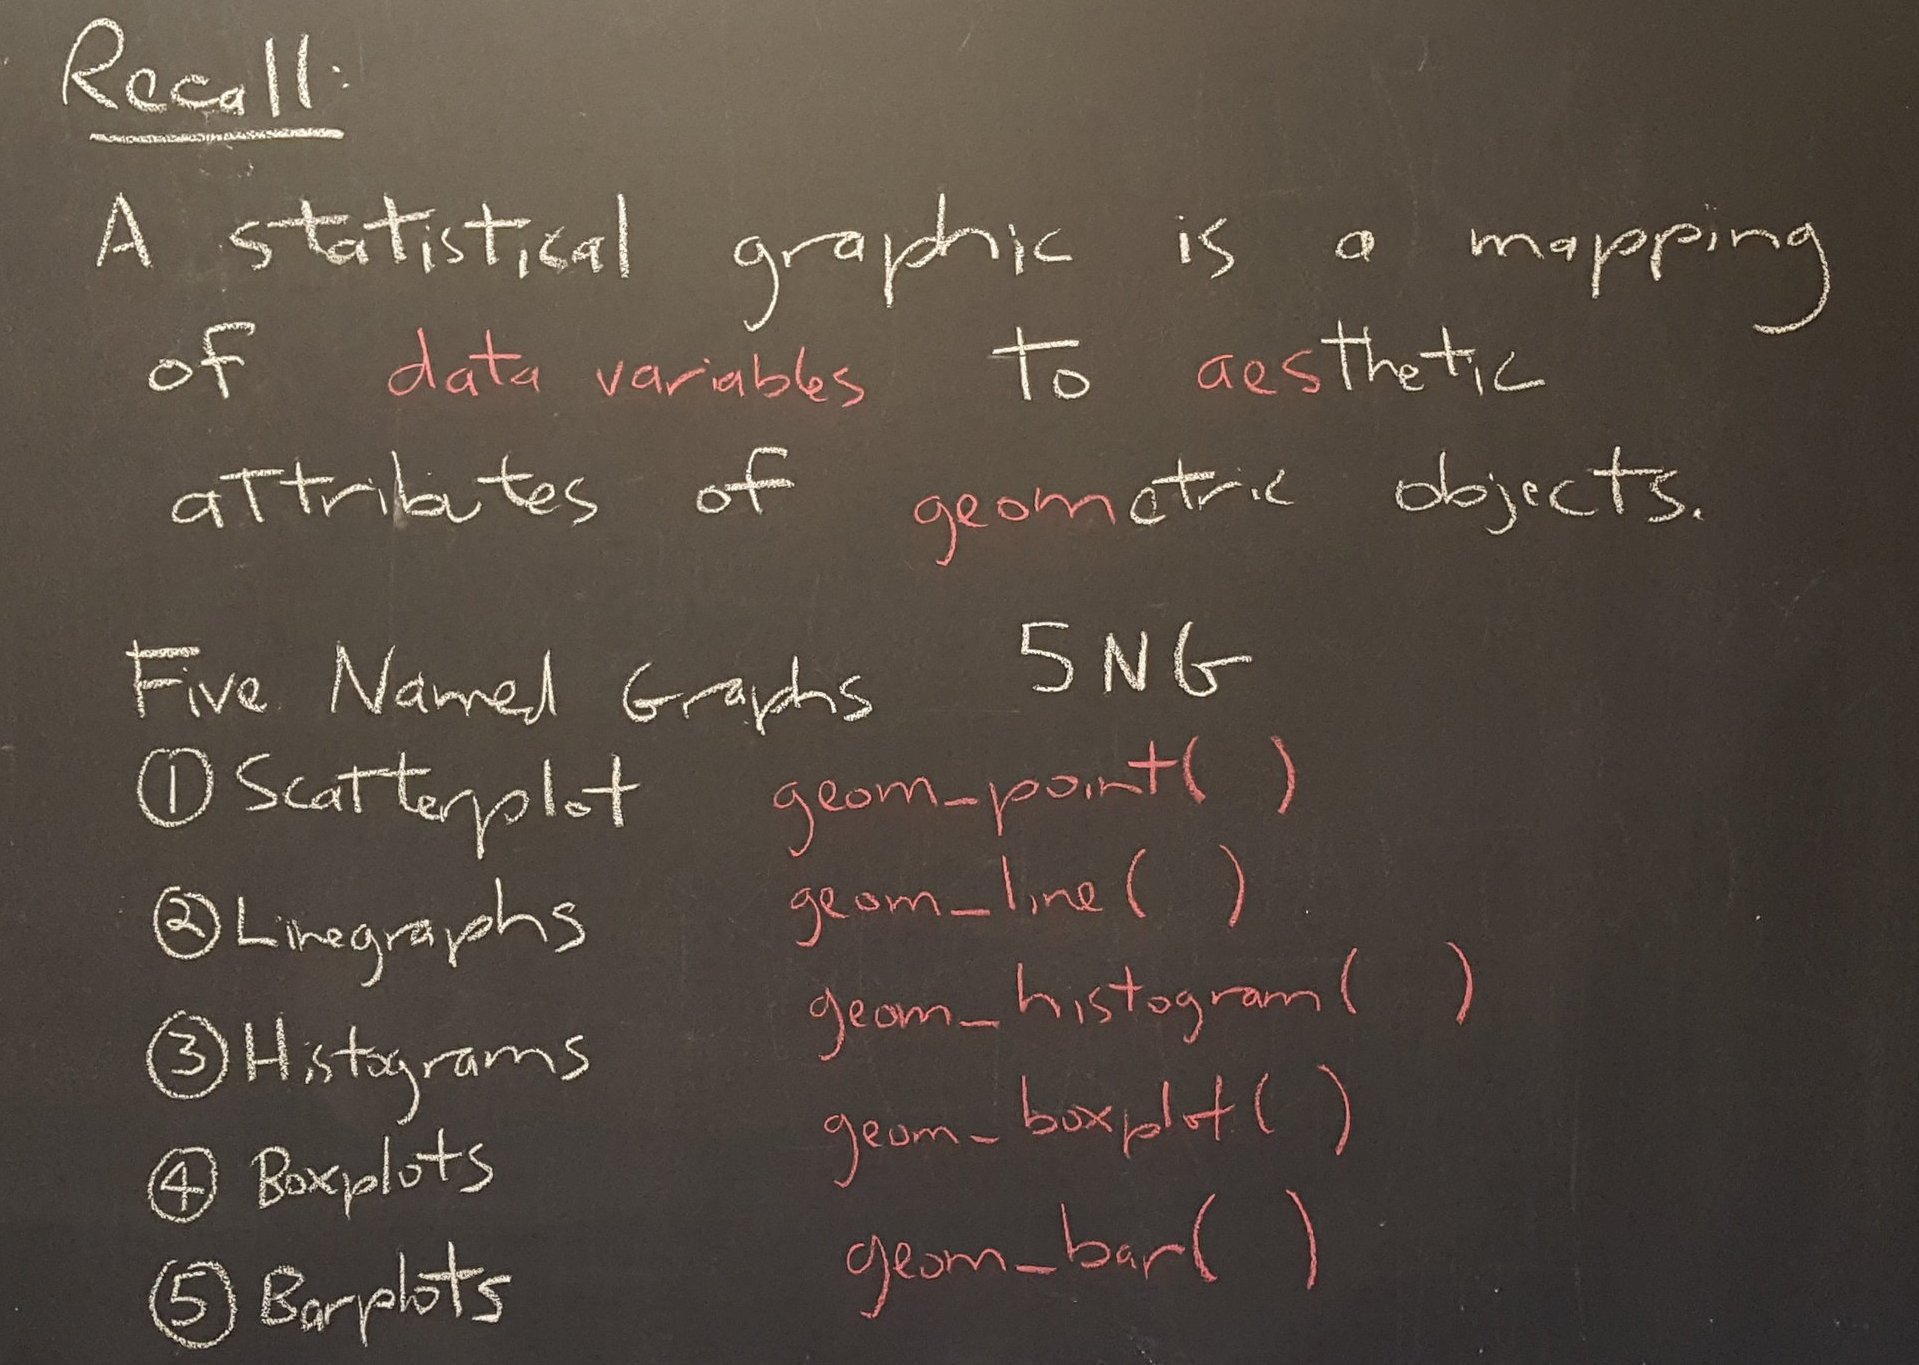 Recall:
A statistical graphic is a mapping
of data variables to aesthetic
attributes of geometric objects.
Five Named Graphs 5NG
① Scatterplot geom_point( )
② Linegraphs geom_line( )
③ Histograms geom_histogram( )
④ Boxplots geom_boxplot( )
⑤ Barplots geom_bar( )